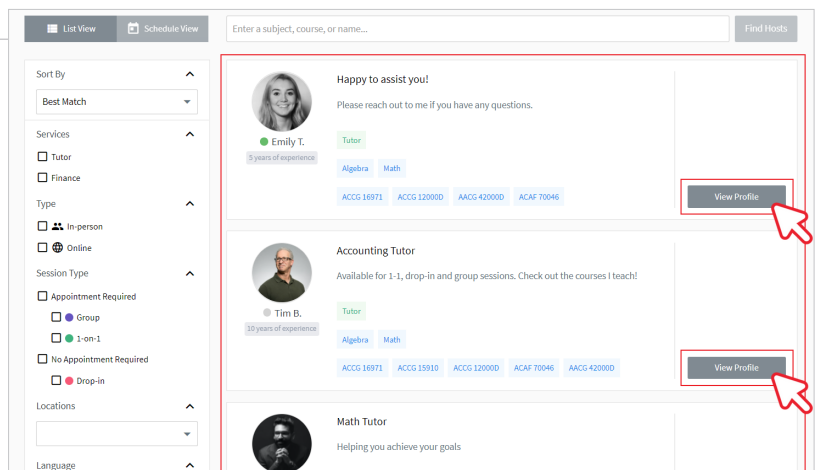 List View
Schedule View
Enter a subject, course, or name...
Find Hosts
Sort By
Best Match
Services
Tutor
Finance
Type
In-person
Online
Session Type
Appointment Required
Group
1-on-1
No Appointment Required
Drop-in
Locations
Language
Happy to assist you!
Please reach out to me if you have any questions.
Emily T.
5 years of experience
Tutor
Algebra Math
ACCG 16971 ACCG 12000D AACG 42000D ACAF 70046
View Profile
Accounting Tutor
Available for 1-1, drop-in and group sessions. Check out the courses I teach!
Tim B.
10 years of experience
Tutor
Algebra Math
ACCG 16971 ACCG 15910 ACCG 12000D ACAF 70046 AACG 42000D
View Profile
Math Tutor
Helping you achieve your goals